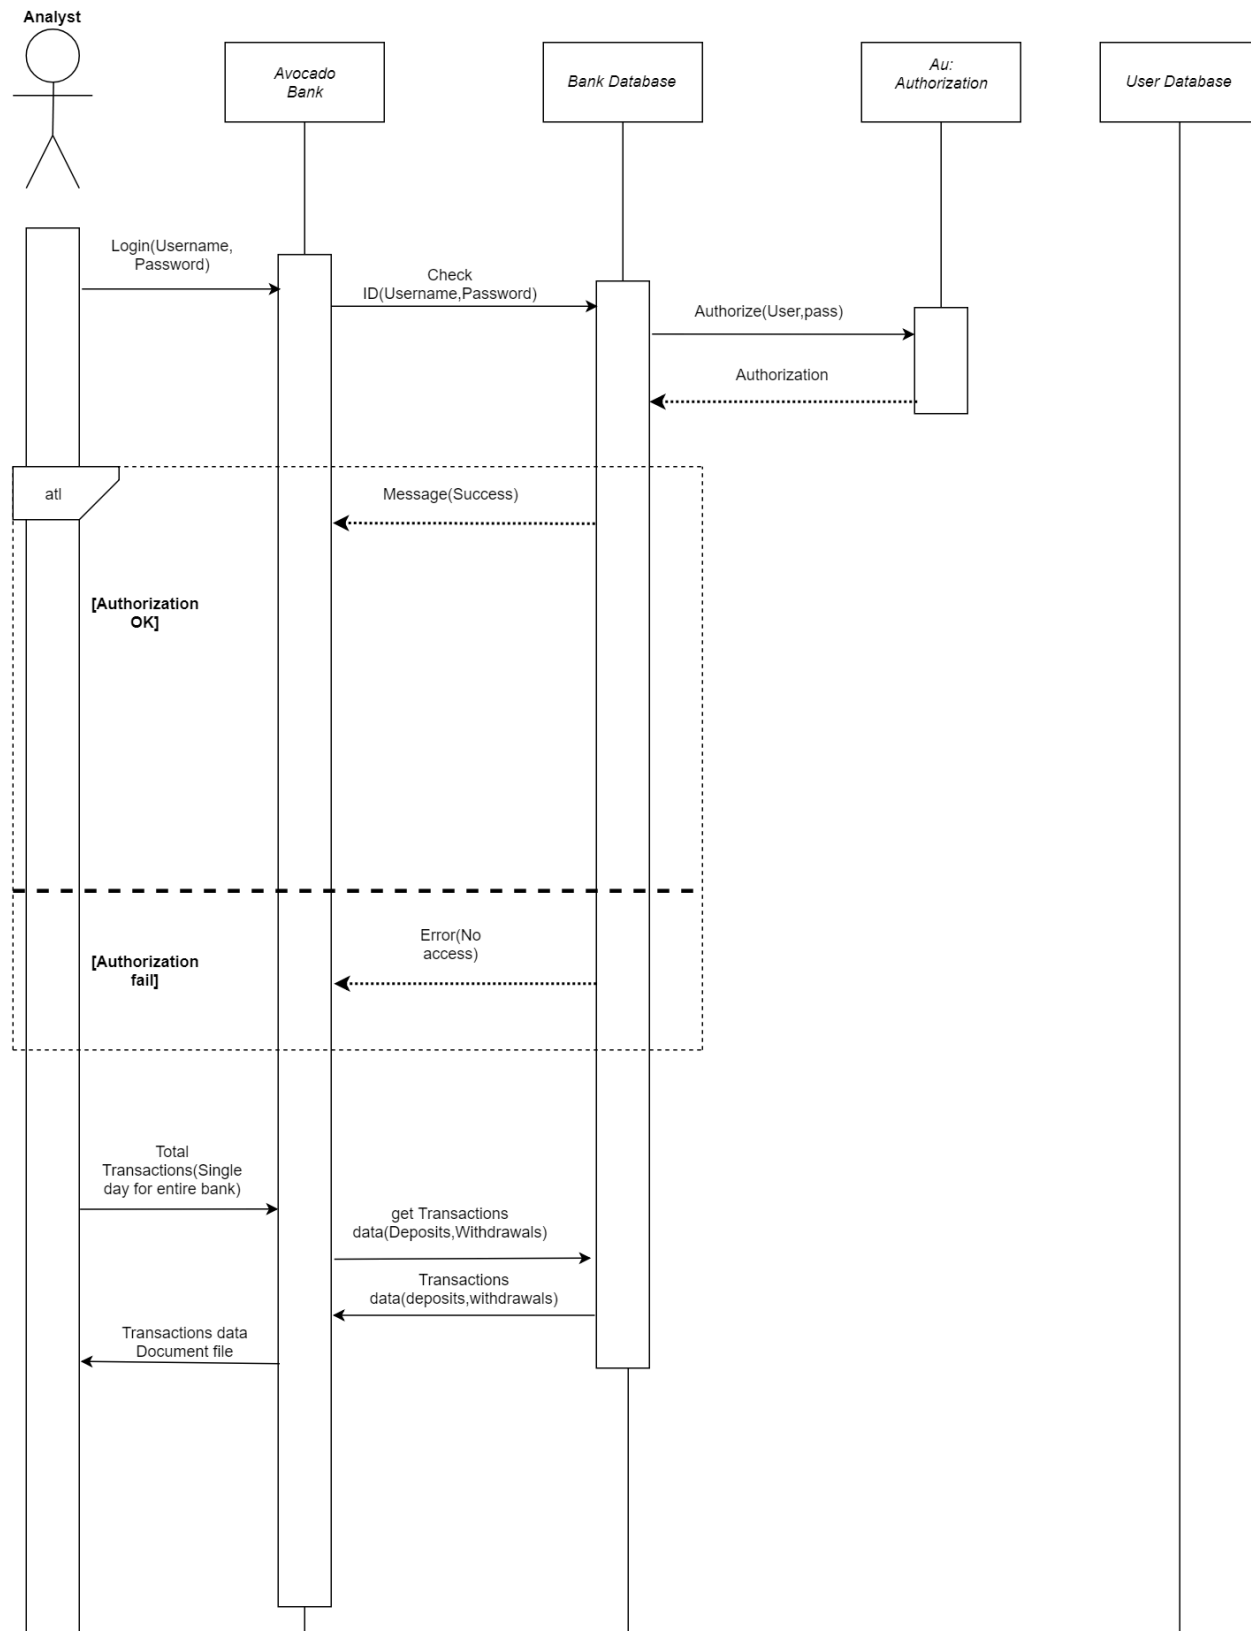 Analyst
Avocado
Bank
Bank Database
Au:
Authorization
User Database
Login(Username,
Password)
Check
ID(Username,Password)
Authorize(User,pass)
Authorization
atl
Message(Success)
[Authorization
OK]
Error(No
access)
[Authorization
fail]
Total
Transactions(Single
day for entire bank)
get Transactions
data(Deposits,Withdrawals)
Transactions
data(deposits,withdrawals)
Transactions data
Document file